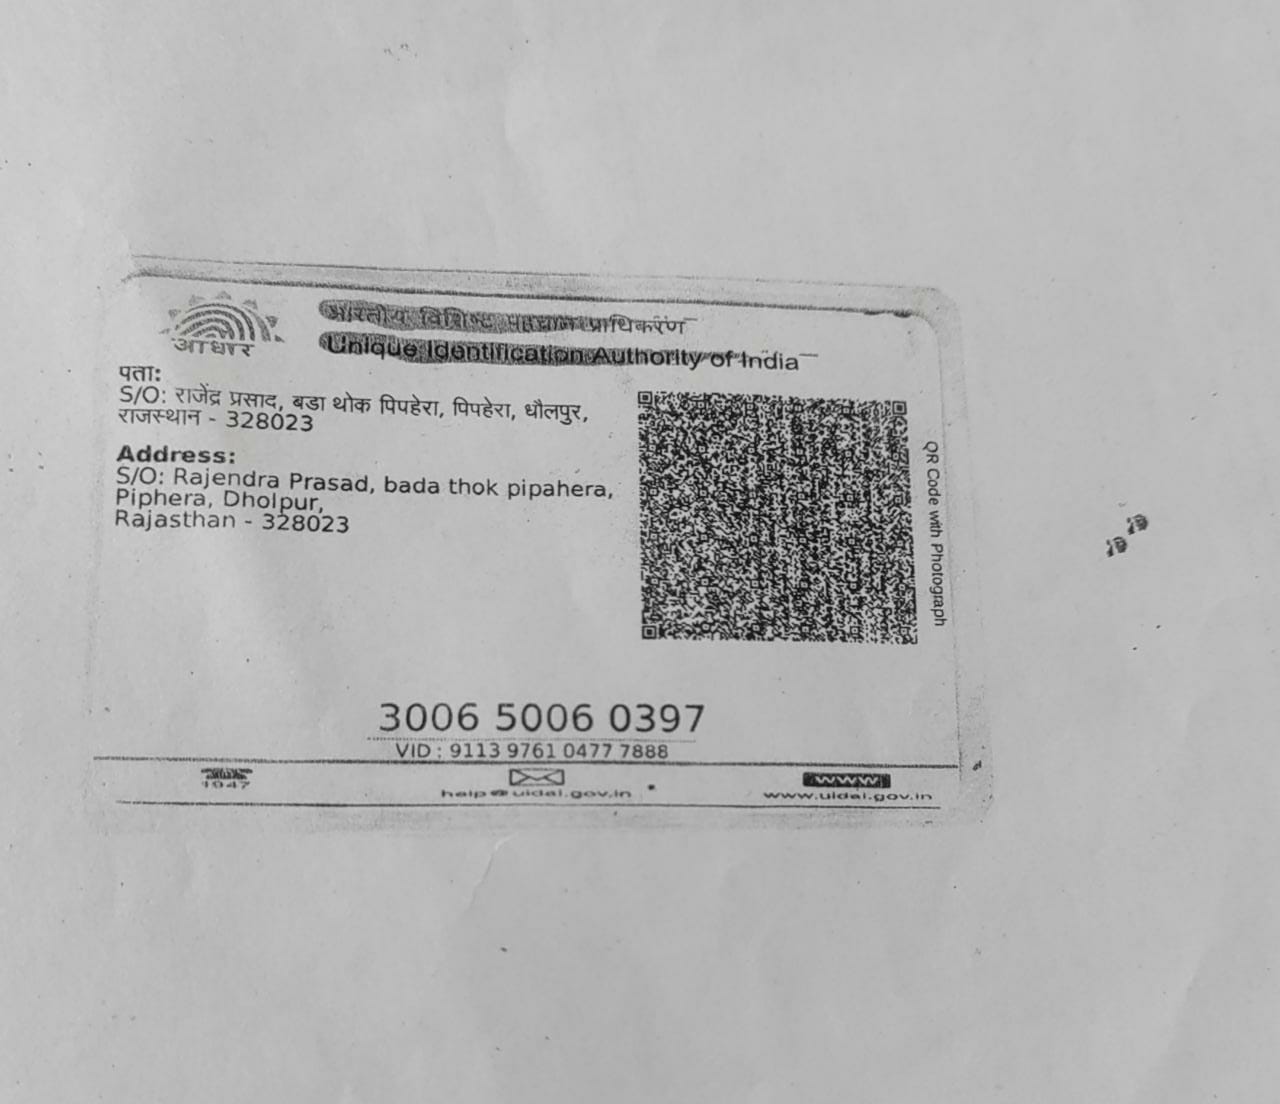 आधार
भारतीय विशिष्ट पहचान प्राधिकरण
Unique Identification Authority of India
पता:
S/O: राजेंद्र प्रसाद, बडा थोक पिपहेरा, पिपहेरा, धौलपुर,
राजस्थान - 328023
Address:
S/O: Rajendra Prasad, bada thok pipahera,
Piphera, Dholpur,
Rajasthan - 328023
QR Code with Photograph
3006 5006 0397
VID : 9113 9761 0477 7888
1947
help@uidai.gov.in
WWW
www.uidai.gov.in